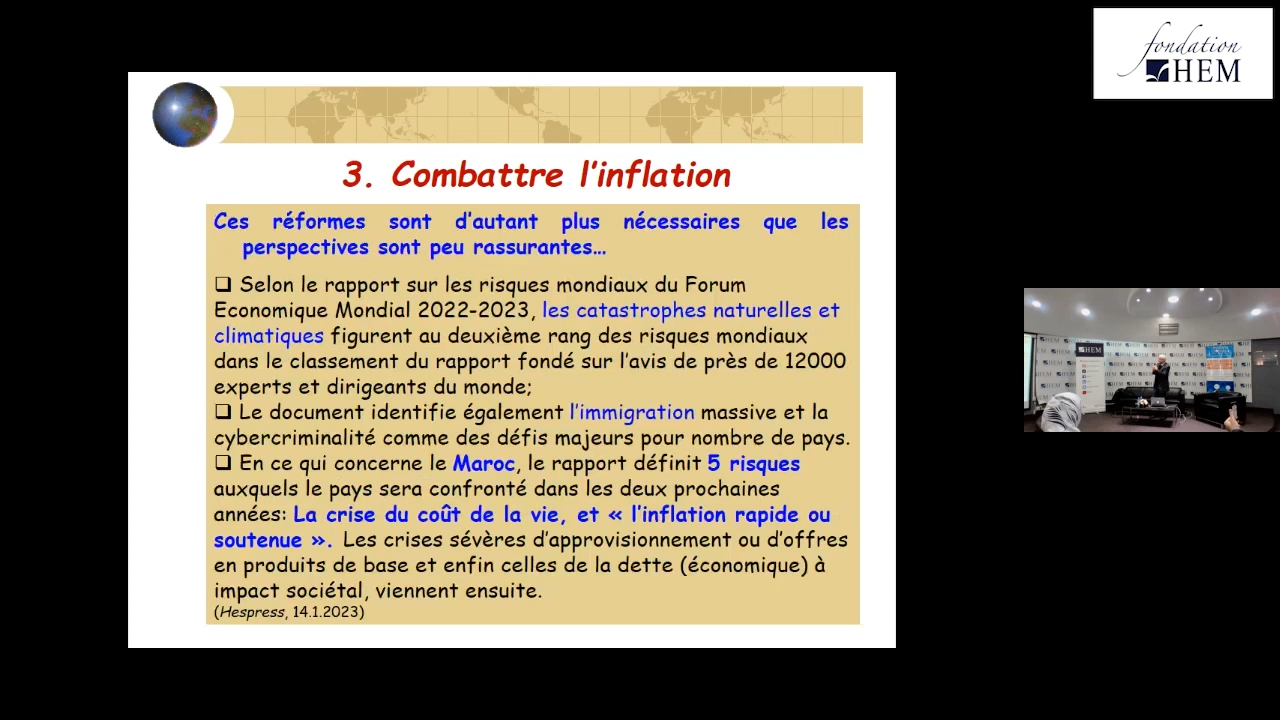 fondation
HEM
3. Combattre l'inflation
Ces réformes sont d'autant plus nécessaires que les
perspectives sont peu rassurantes…
❑ Selon le rapport sur les risques mondiaux du Forum
Economique Mondial 2022-2023, les catastrophes naturelles et
climatiques figurent au deuxième rang des risques mondiaux
dans le classement du rapport fondé sur l'avis de près de 12000
experts et dirigeants du monde;
❑ Le document identifie également l'immigration massive et la
cybercriminalité comme des défis majeurs pour nombre de pays.
❑ En ce qui concerne le Maroc, le rapport définit 5 risques
auxquels le pays sera confronté dans les deux prochaines
années: La crise du coût de la vie, et « l'inflation rapide ou
soutenue ». Les crises sévères d'approvisionnement ou d'offres
en produits de base et enfin celles de la dette (économique) à
impact sociétal, viennent ensuite.
(Hespress, 14.1.2023)
HEM